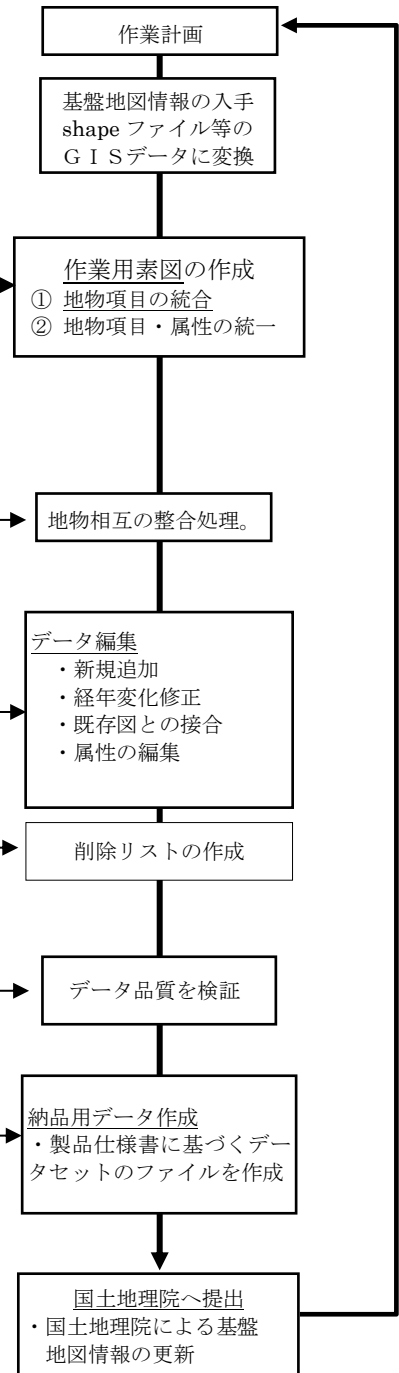 作業計画
基盤地図情報の入手
shape ファイル等の
ＧＩＳデータに変換
作業用素図の作成
① 地物項目の統合
② 地物項目・属性の統一
地物相互の整合処理。
データ編集
・新規追加
・経年変化修正
・既存図との接合
・属性の編集
削除リストの作成
データ品質を検証
納品用データ作成
・製品仕様書に基づくデー
タセットのファイルを作成
国土地理院へ提出
・国土地理院による基盤
地図情報の更新